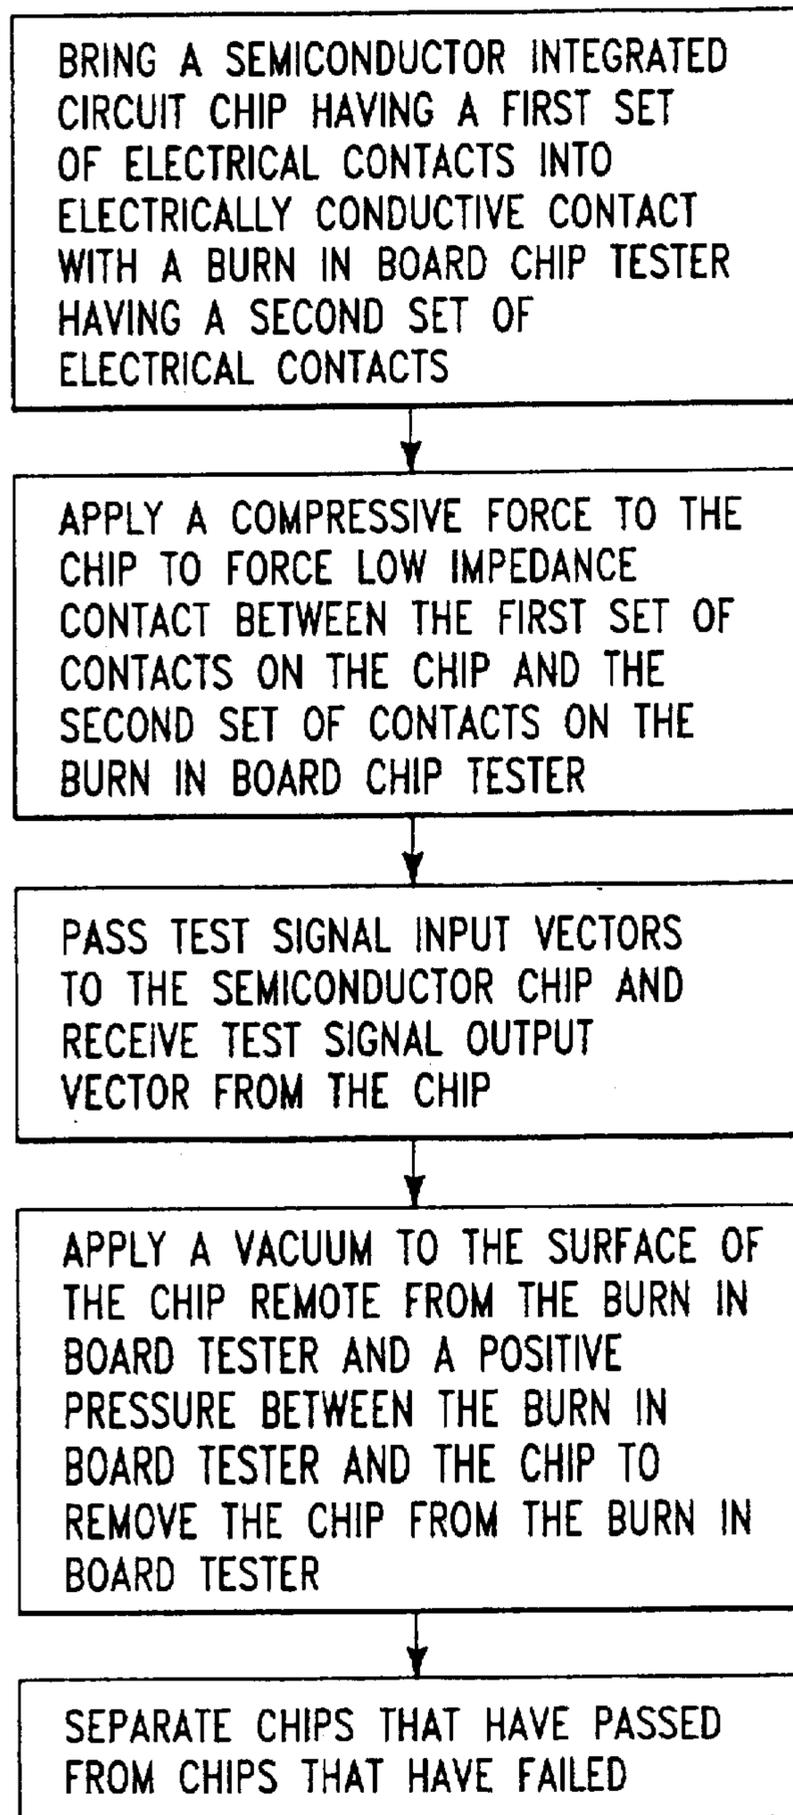 BRING A SEMICONDUCTOR INTEGRATED
CIRCUIT CHIP HAVING A FIRST SET
OF ELECTRICAL CONTACTS INTO
ELECTRICALLY CONDUCTIVE CONTACT
WITH A BURN IN BOARD CHIP TESTER
HAVING A SECOND SET OF
ELECTRICAL CONTACTS
APPLY A COMPRESSIVE FORCE TO THE
CHIP TO FORCE LOW IMPEDANCE
CONTACT BETWEEN THE FIRST SET OF
CONTACTS ON THE CHIP AND THE
SECOND SET OF CONTACTS ON THE
BURN IN BOARD CHIP TESTER
PASS TEST SIGNAL INPUT VECTORS
TO THE SEMICONDUCTOR CHIP AND
RECEIVE TEST SIGNAL OUTPUT
VECTOR FROM THE CHIP
APPLY A VACUUM TO THE SURFACE OF
THE CHIP REMOTE FROM THE BURN IN
BOARD TESTER AND A POSITIVE
PRESSURE BETWEEN THE BURN IN
BOARD TESTER AND THE CHIP TO
REMOVE THE CHIP FROM THE BURN IN
BOARD TESTER
SEPARATE CHIPS THAT HAVE PASSED
FROM CHIPS THAT HAVE FAILED